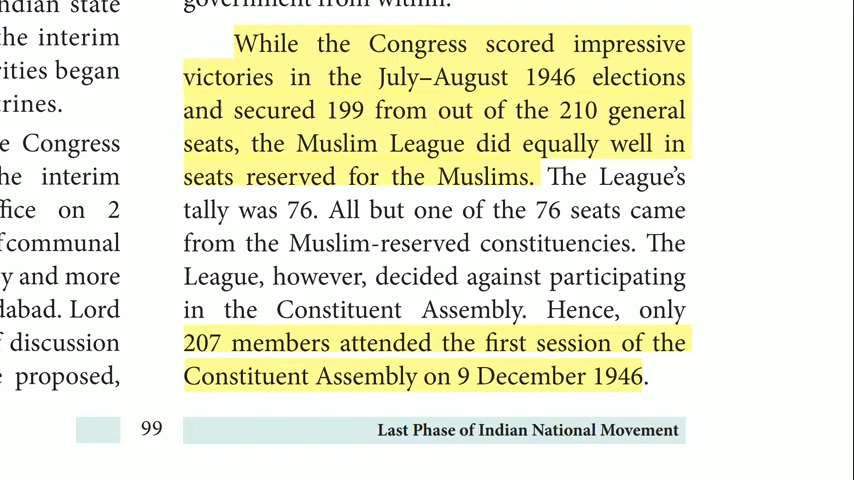 ndian state
the interim
rities began
trines.
e Congress
he interim
ffice on 2
f communal
y and more
dabad. Lord
f discussion
e proposed,
government from within.
While the Congress scored impressive
victories in the July–August 1946 elections
and secured 199 from out of the 210 general
seats, the Muslim League did equally well in
seats reserved for the Muslims. The League’s
tally was 76. All but one of the 76 seats came
from the Muslim-reserved constituencies. The
League, however, decided against participating
in the Constituent Assembly. Hence, only
207 members attended the first session of the
Constituent Assembly on 9 December 1946.
99
Last Phase of Indian National Movement